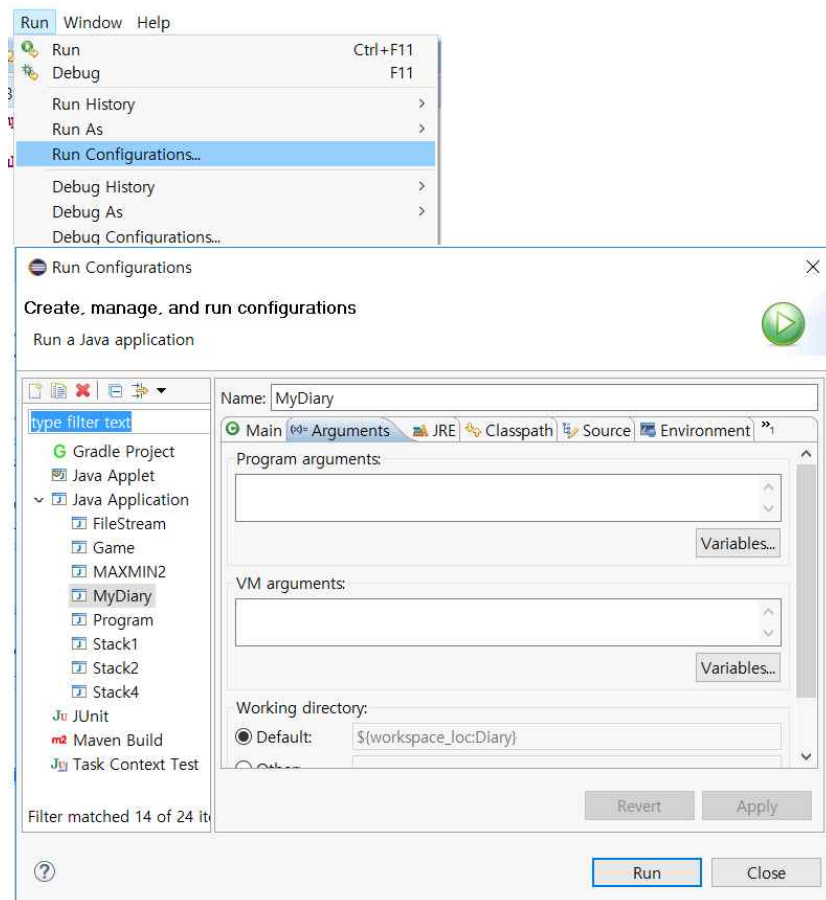 Run Window Help
Run Ctrl+F11
Debug F11
Run History
Run As
Run Configurations...
Debug History
Debug As
Debug Configurations...
Run Configurations
Create, manage, and run configurations
Run a Java application
Name: MyDiary
type filter text
Main (x)= Arguments JRE Classpath Source Environment »1
Gradle Project
Java Applet
Java Application
FileStream
Game
MAXMIN2
MyDiary
Program
Stack1
Stack2
Stack4
Ju JUnit
m2 Maven Build
Task Context Test
Filter matched 14 of 24
Program arguments:
Variables...
VM arguments:
Variables...
Working directory:
Default: ${workspace_loc:Diary}
Revert Apply
Run Close